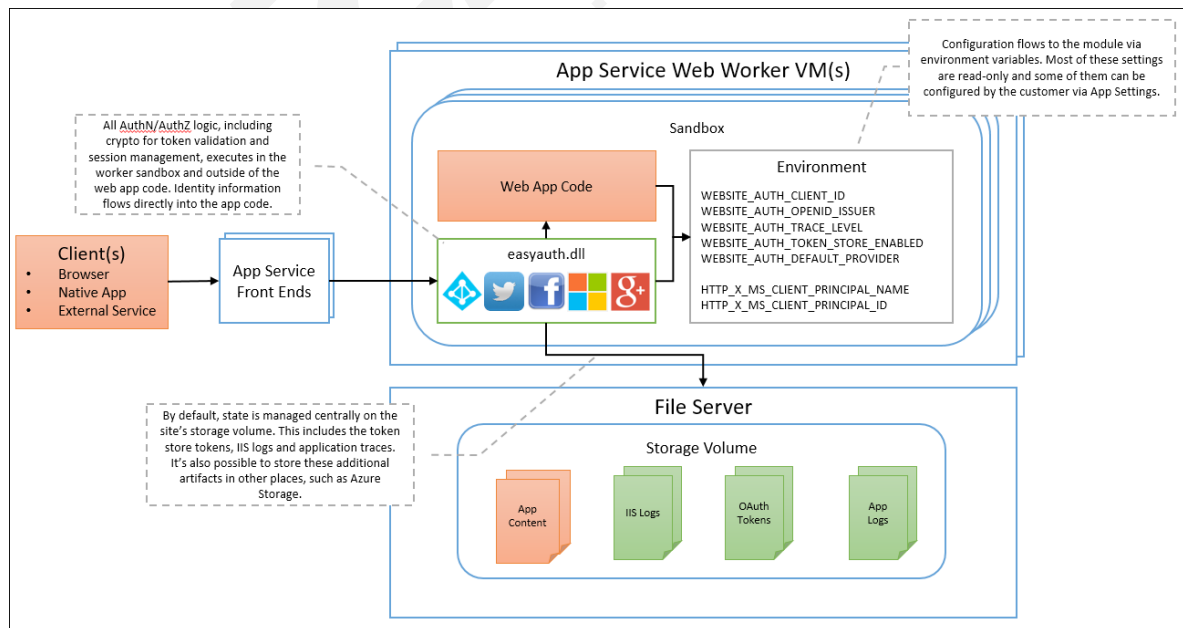 App Service Web Worker VM(s)
Configuration flows to the module via
environment variables. Most of these settings
are read-only and some of them can be
configured by the customer via App Settings.
All AuthN/AuthZ logic, including
crypto for token validation and
session management, executes in the
worker sandbox and outside of the
web app code. Identity information
flows directly into the app code.
Sandbox
Web App Code
Environment
WEBSITE_AUTH_CLIENT_ID
WEBSITE_AUTH_OPENID_ISSUER
WEBSITE_AUTH_TRACE_LEVEL
WEBSITE_AUTH_TOKEN_STORE_ENABLED
WEBSITE_AUTH_DEFAULT_PROVIDER
HTTP_X_MS_CLIENT_PRINCIPAL_NAME
HTTP_X_MS_CLIENT_PRINCIPAL_ID
Client(s)
• Browser
• Native App
• External Service
App Service
Front Ends
easyauth.dll
f
g+
By default, state is managed centrally on the
site's storage volume. This includes the token
store tokens, IIS logs and application traces.
It's also possible to store these additional
artifacts in other places, such as Azure
Storage.
File Server
Storage Volume
App
Content
IIS Logs
OAuth
Tokens
App
Logs